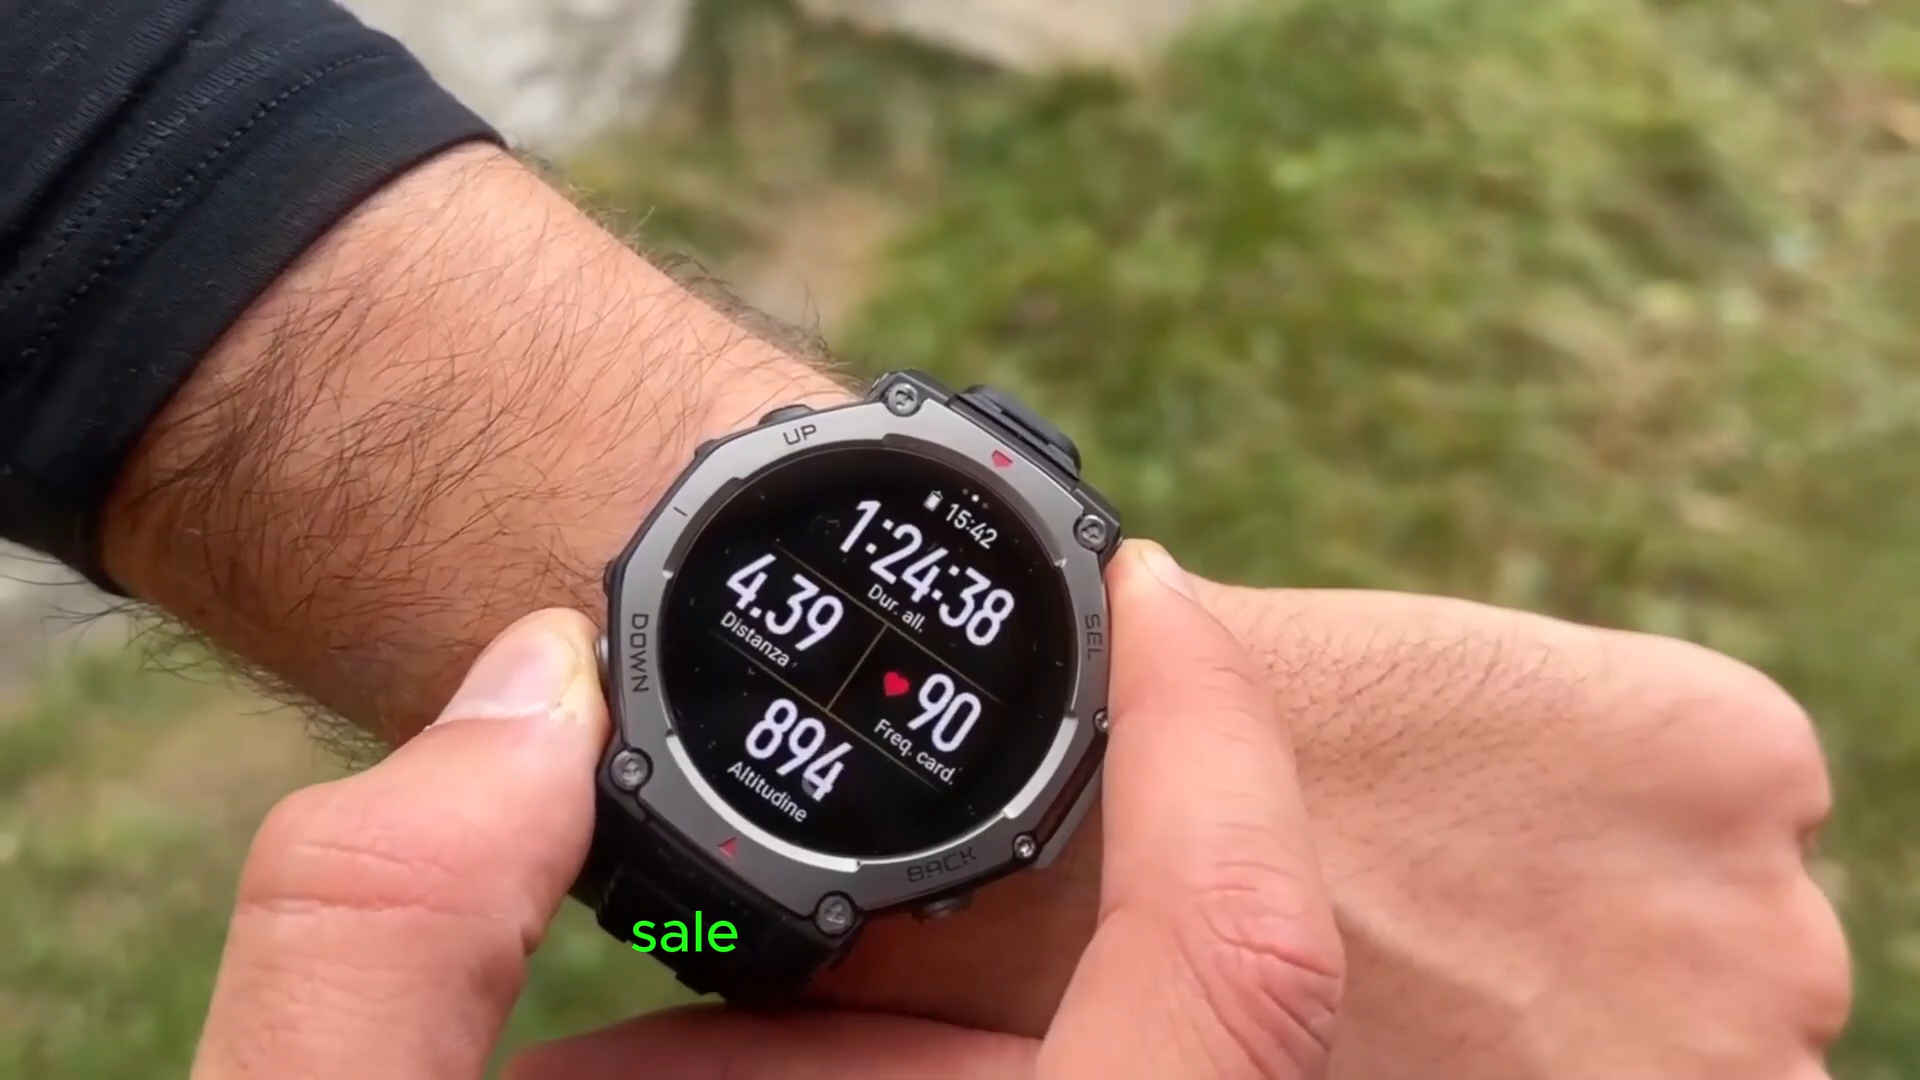 UP
15:42
1:24:38
Dur. all.
4.39
Distanza
90
Freq. card.
894
Altitudine
DOWN
SEL
BACK
sale